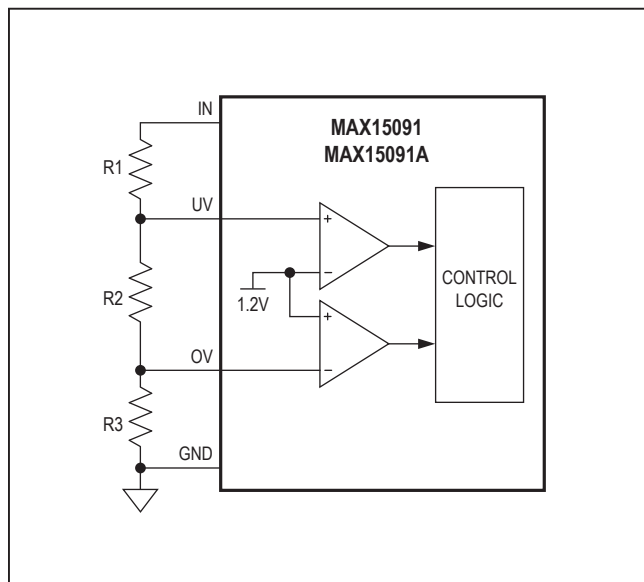 IN
MAX15091
MAX15091A
R1
UV
+
−
1.2V
R2
+
−
CONTROL
LOGIC
OV
R3
GND